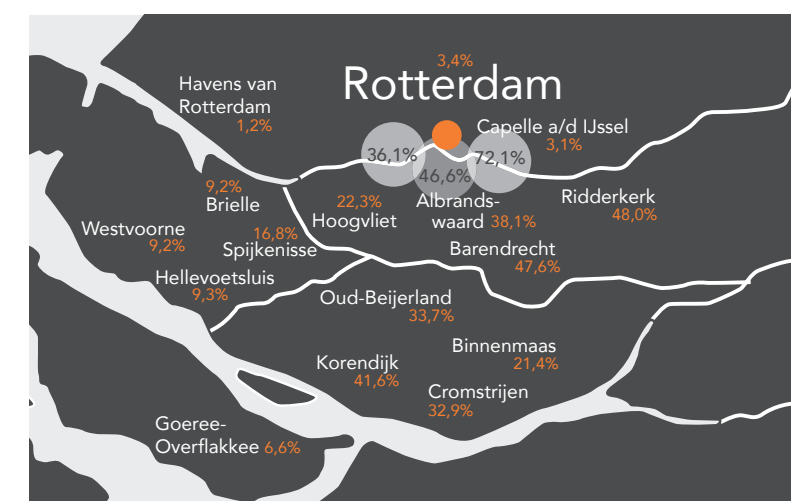 3,4%
Rotterdam
Havens van
Rotterdam
1,2%
Capelle a/d IJssel
3,1%
36,1%
46,6%
72,1%
9,2%
Brielle
22,3%
Hoogvliet
Albrands-
waard 38,1%
Ridderkerk
48,0%
Westvoorne
9,2%
16,8%
Spijkenisse
Barendrecht
47,6%
Hellevoetsluis
9,3%
Oud-Beijerland
33,7%
Binnenmaas
21,4%
Korendijk
41,6%
Cromstrijen
32,9%
Goeree-
Overflakkee 6,6%